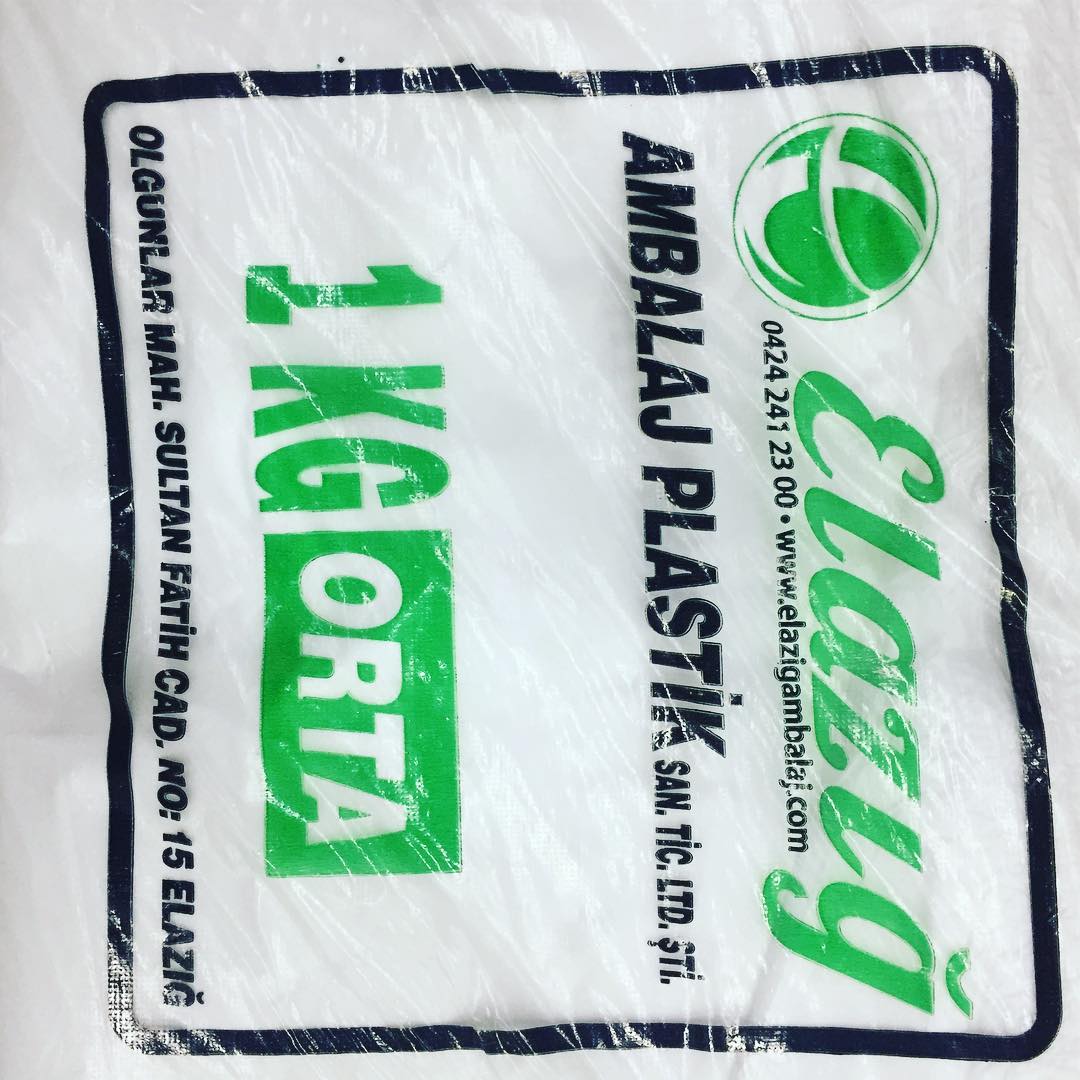 Elazığ
0424 241 23 00 • www.elazigambalaj.com
AMBALAJ PLASTİK SAN. TİC. LTD. ŞTİ.
1 KG ORTA
OLGUNLAR MAH. SULTAN FATİH CAD. NO: 15 ELAZIĞ